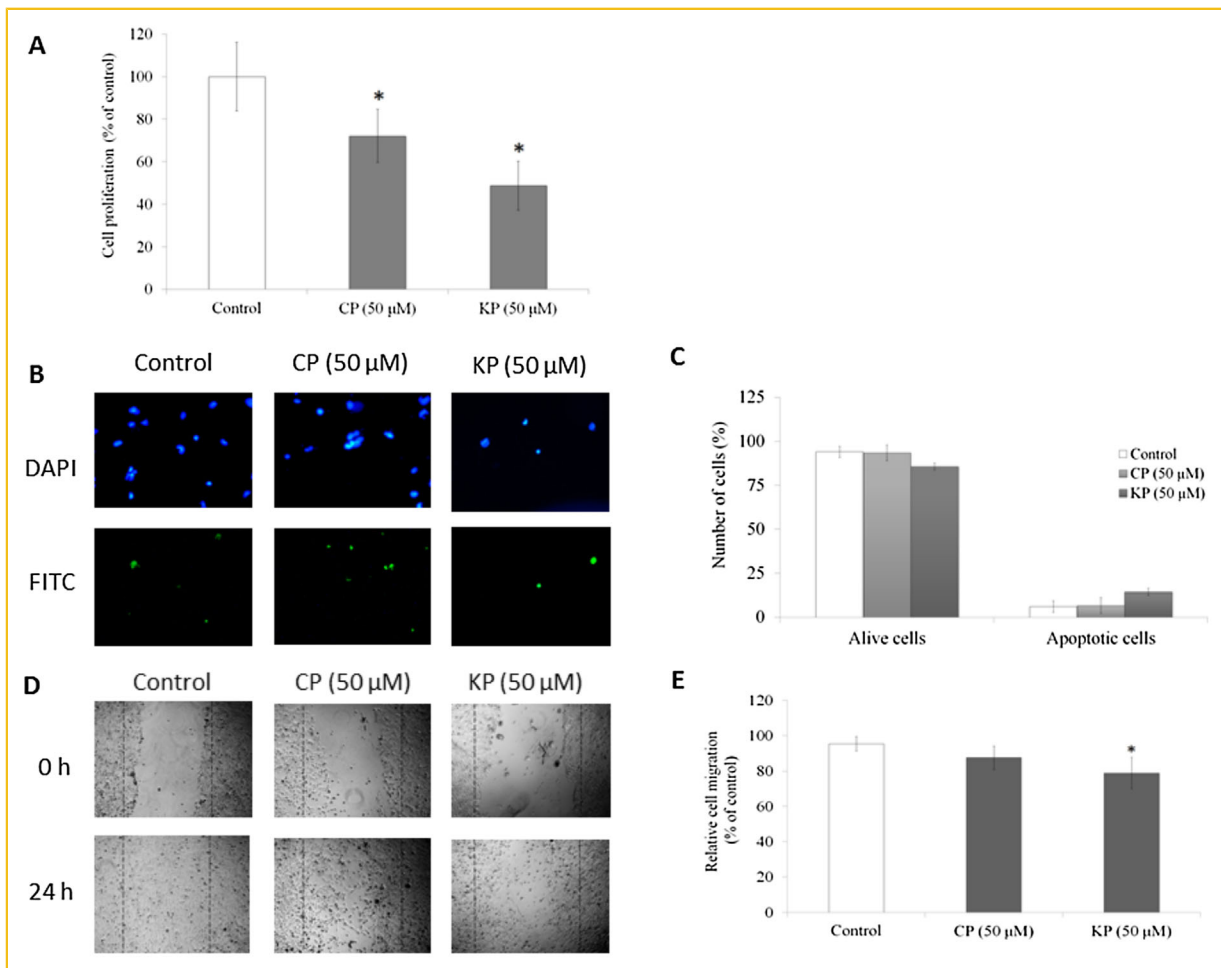 A
Cell proliferation (% of control)
120
100
80
60
40
20
0
*
*
Control
CP (50 μM)
KP (50 μM)
B
Control
CP (50 μM)
KP (50 μM)
DAPI
FITC
C
Number of cells (%)
125
100
75
50
25
0
Control
CP (50 μM)
KP (50 μM)
Alive cells
Apoptotic cells
D
Control
CP (50 μM)
KP (50 μM)
0 h
24 h
E
Relative cell migration
(% of control)
120
100
80
60
40
20
0
*
Control
CP (50 μM)
KP (50 μM)